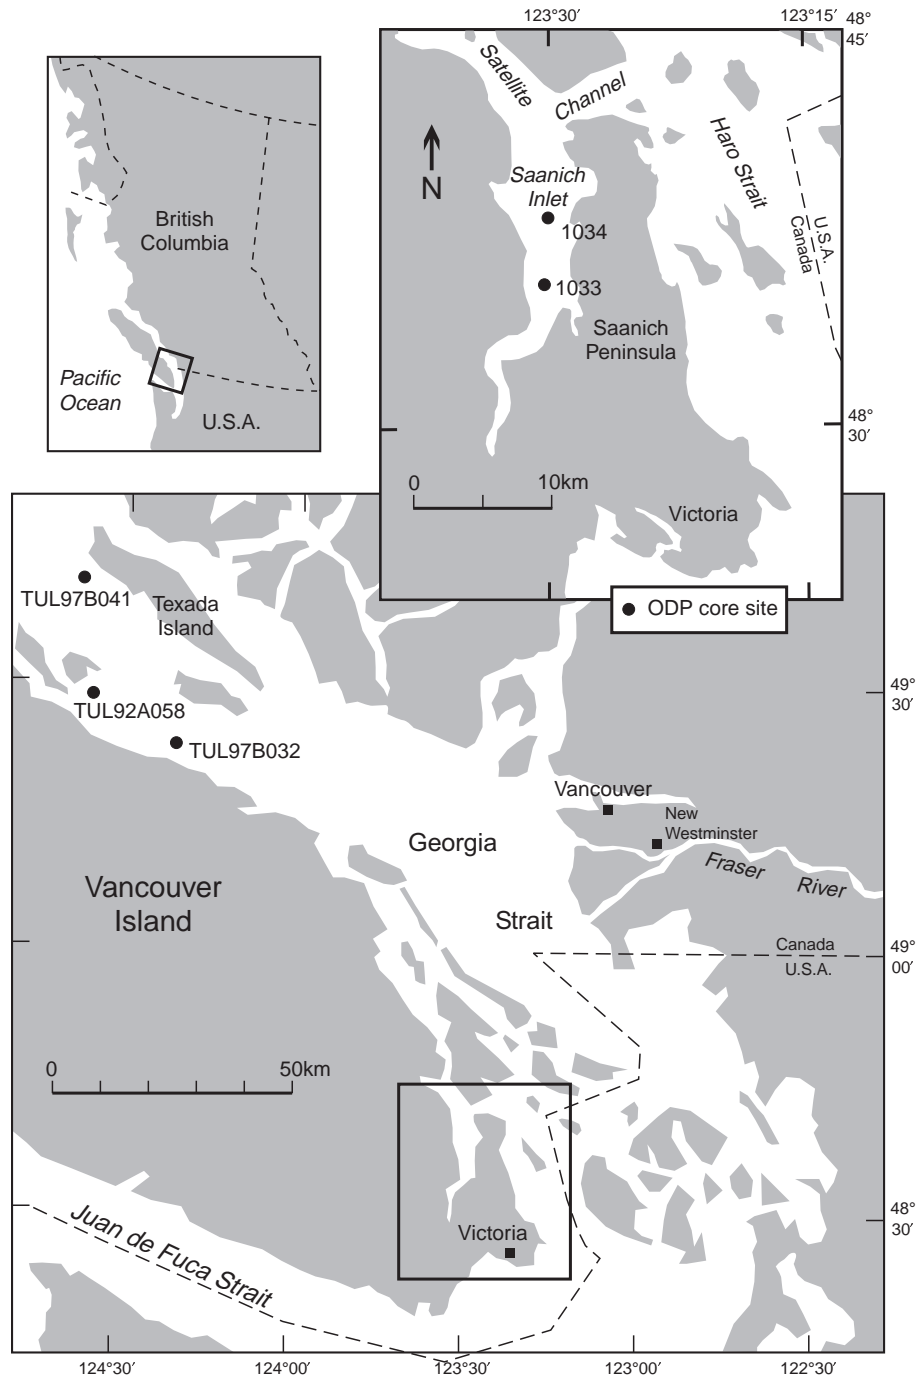 123°30′
123°15′
48°
45′
Satellite
Channel
Haro Strait
N
Saanich
Inlet
1034
1033
U.S.A.
Canada
Saanich
Peninsula
48°
30′
0
10km
Victoria
British
Columbia
Pacific
Ocean
U.S.A.
ODP core site
TUL97B041
Texada
Island
TUL92A058
TUL97B032
49°
30′
Vancouver
New
Westminster
Georgia
Fraser
River
Vancouver
Island
Strait
Canada
U.S.A.
49°
00′
0
50km
Victoria
Juan de Fuca Strait
48°
30′
124°30′
124°00′
123°30′
123°00′
122°30′